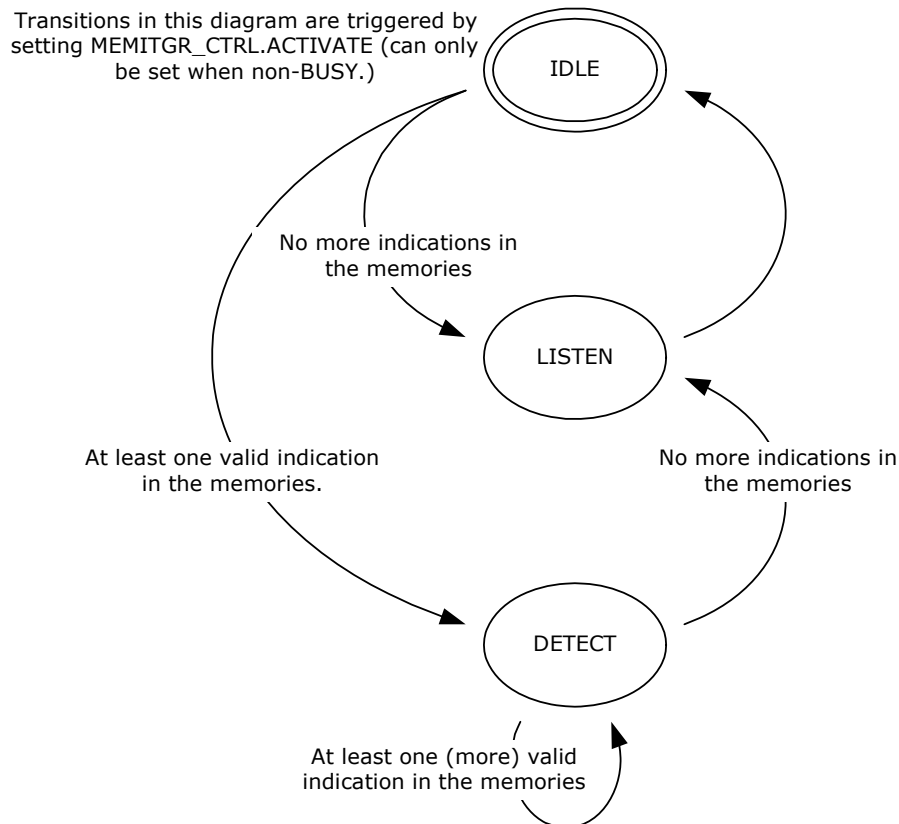 Transitions in this diagram are triggered by
setting MEMITGR_CTRL.ACTIVATE (can only
be set when non-BUSY.)
IDLE
No more indications in
the memories
LISTEN
At least one valid indication
in the memories.
No more indications in
the memories
DETECT
At least one (more) valid
indication in the memories